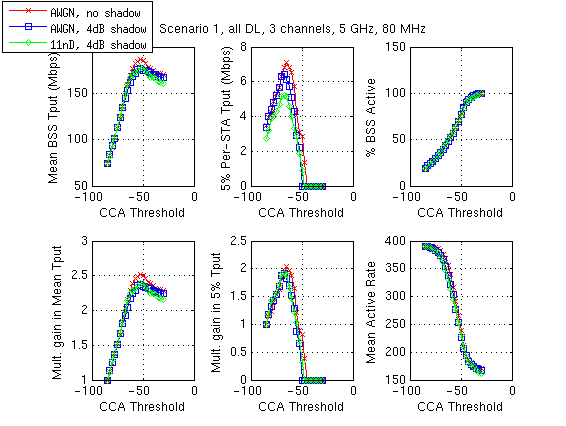 AWGN, no shadow
AWGN, 4dB shadow
11nD, 4dB shadow
Scenario 1, all DL, 3 channels, 5 GHz, 80 MHz
Mean BSS Tput (Mbps)
150
100
50
-100
-50
0
CCA Threshold
5% Per-STA Tput (Mbps)
8
6
4
2
0
-100
-50
0
CCA Threshold
% BSS Active
150
100
50
0
-100
-50
0
CCA Threshold
Mult. gain in Mean Tput
3
2.5
2
1.5
1
-100
-50
0
CCA Threshold
Mult. gain in 5% Tput
2.5
2
1.5
1
0.5
0
-100
-50
0
CCA Threshold
Mean Active Rate
400
350
300
250
200
150
-100
-50
0
CCA Threshold